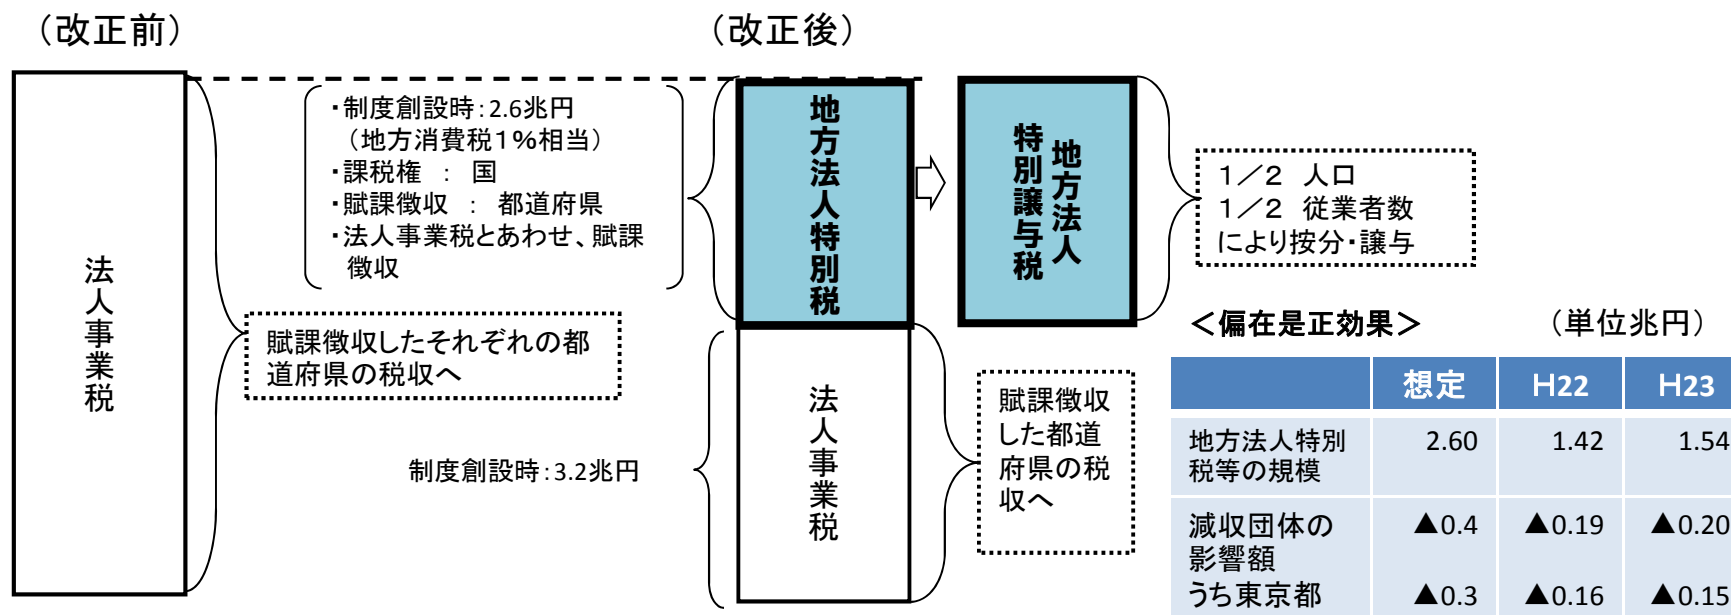 （改正前）
法人事業税
賦課徴収したそれぞれの都
道府県の税収へ
・制度創設時：2.6兆円
（地方消費税１％相当）
・課税権 ： 国
・賦課徴収 ： 都道府県
・法人事業税とあわせ、賦課
徴収
制度創設時：3.2兆円
（改正後）
地方法人特別税
法人事業税
地方法人
特別譲与税
１／２ 人口
１／２ 従業者数
により按分・譲与
賦課徴収
した都道
府県の税
収へ
＜偏在是正効果＞ （単位兆円）
想定 H22 H23
地方法人特別 2.60 1.42 1.54
税等の規模
減収団体の ▲0.4 ▲0.19 ▲0.20
影響額
うち東京都 ▲0.3 ▲0.16 ▲0.15